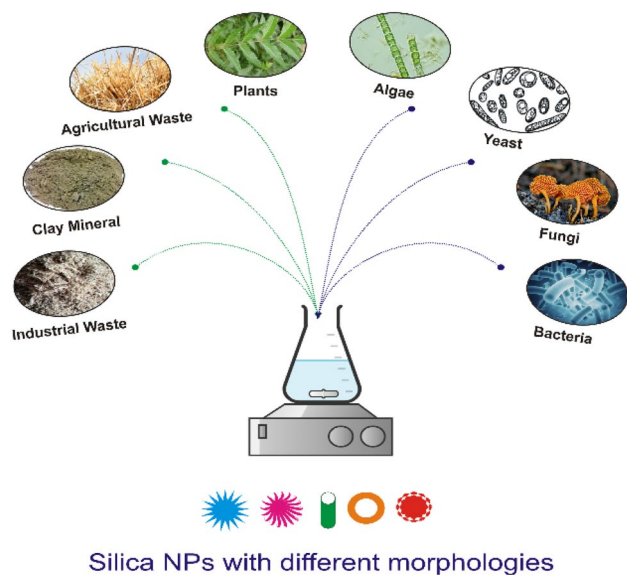 Plants
Algae
Agricultural Waste
Yeast
Clay Mineral
Fungi
Industrial Waste
Bacteria
Silica NPs with different morphologies